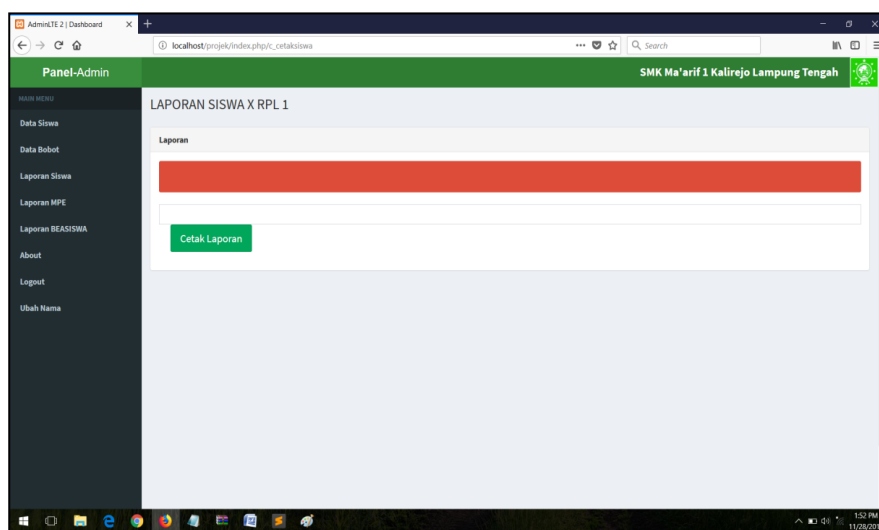 AdminLTE 2 | Dashboard
localhost/projek/index.php/c_cetaksiswa
Search
Panel-Admin
SMK Ma'arif 1 Kalirejo Lampung Tengah
MAIN MENU
LAPORAN SISWA X RPL 1
Data Siswa
Laporan
Data Bobot
Laporan Siswa
Laporan MPE
Laporan BEASISWA
Cetak Laporan
About
Logout
Ubah Nama
1:52 PM